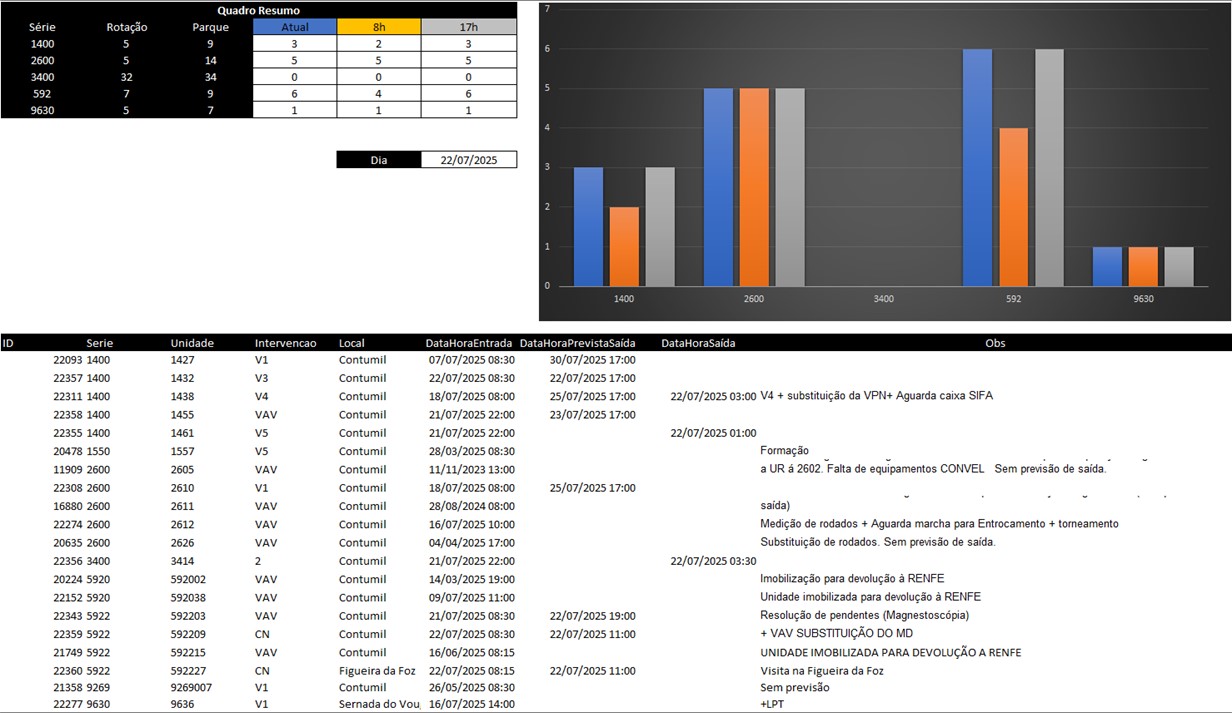 Quadro Resumo
Série Rotação Parque Atual 8h 17h
1400 5 9 3 2 3
2600 5 14 5 5 5
3400 32 34 0 0 0
592 7 9 6 4 6
9630 5 7 1 1 1
Dia 22/07/2025
7
6
5
4
3
2
1
0
1400 2600 3400 592 9630
ID Serie Unidade Intervencao Local DataHoraEntrada DataHoraPrevistaSaída DataHoraSaída Obs
22093 1400 1427 V1 Contumil 07/07/2025 08:30 30/07/2025 17:00
22357 1400 1432 V3 Contumil 22/07/2025 08:30 22/07/2025 17:00
22311 1400 1438 V4 Contumil 18/07/2025 08:00 25/07/2025 17:00 22/07/2025 03:00 V4 + substituição da VPN+ Aguarda caixa SIFA
22358 1400 1455 VAV Contumil 21/07/2025 22:00 23/07/2025 17:00
22355 1400 1461 V5 Contumil 21/07/2025 22:00 22/07/2025 01:00
20478 1550 1557 V5 Contumil 28/03/2025 08:30 Formação
11909 2600 2605 VAV Contumil 11/11/2023 13:00 a UR á 2602. Falta de equipamentos CONVEL Sem previsão de saída.
22308 2600 2610 V1 Contumil 18/07/2025 08:00 25/07/2025 17:00
16880 2600 2611 VAV Contumil 28/08/2024 08:00 saída)
22274 2600 2612 VAV Contumil 16/07/2025 10:00 Medição de rodados + Aguarda marcha para Entrocamento + torneamento
20635 2600 2626 VAV Contumil 04/04/2025 17:00 Substituição de rodados. Sem previsão de saída.
22356 3400 3414 2 Contumil 21/07/2025 22:00 22/07/2025 03:30
20224 5920 592002 VAV Contumil 14/03/2025 19:00 Imobilização para devolução à RENFE
22152 5920 592038 VAV Contumil 09/07/2025 11:00 Unidade imobilizada para devolução à RENFE
22343 5922 592203 VAV Contumil 21/07/2025 08:30 22/07/2025 19:00 Resolução de pendentes (Magnestoscópia)
22359 5922 592209 CN Contumil 22/07/2025 08:30 22/07/2025 11:00 + VAV SUBSTITUIÇÃO DO MD
21749 5922 592215 VAV Contumil 16/06/2025 08:15 UNIDADE IMOBILIZADA PARA DEVOLUÇÃO A RENFE
22360 5922 592227 CN Figueira da Foz 22/07/2025 08:15 22/07/2025 11:00 Visita na Figueira da Foz
21358 9269 9269007 V1 Contumil 26/05/2025 08:30 Sem previsão
22277 9630 9636 V1 Sernada do Vou 16/07/2025 14:00 +LPT